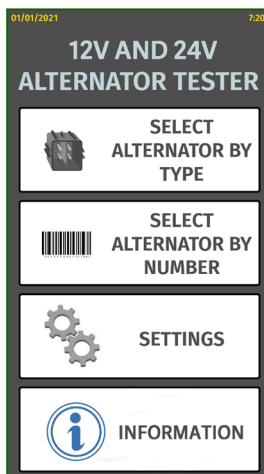 01/01/2021 7:20
12V AND 24V
ALTERNATOR TESTER
SELECT
ALTERNATOR BY
TYPE
SELECT
ALTERNATOR BY
NUMBER
SETTINGS
INFORMATION